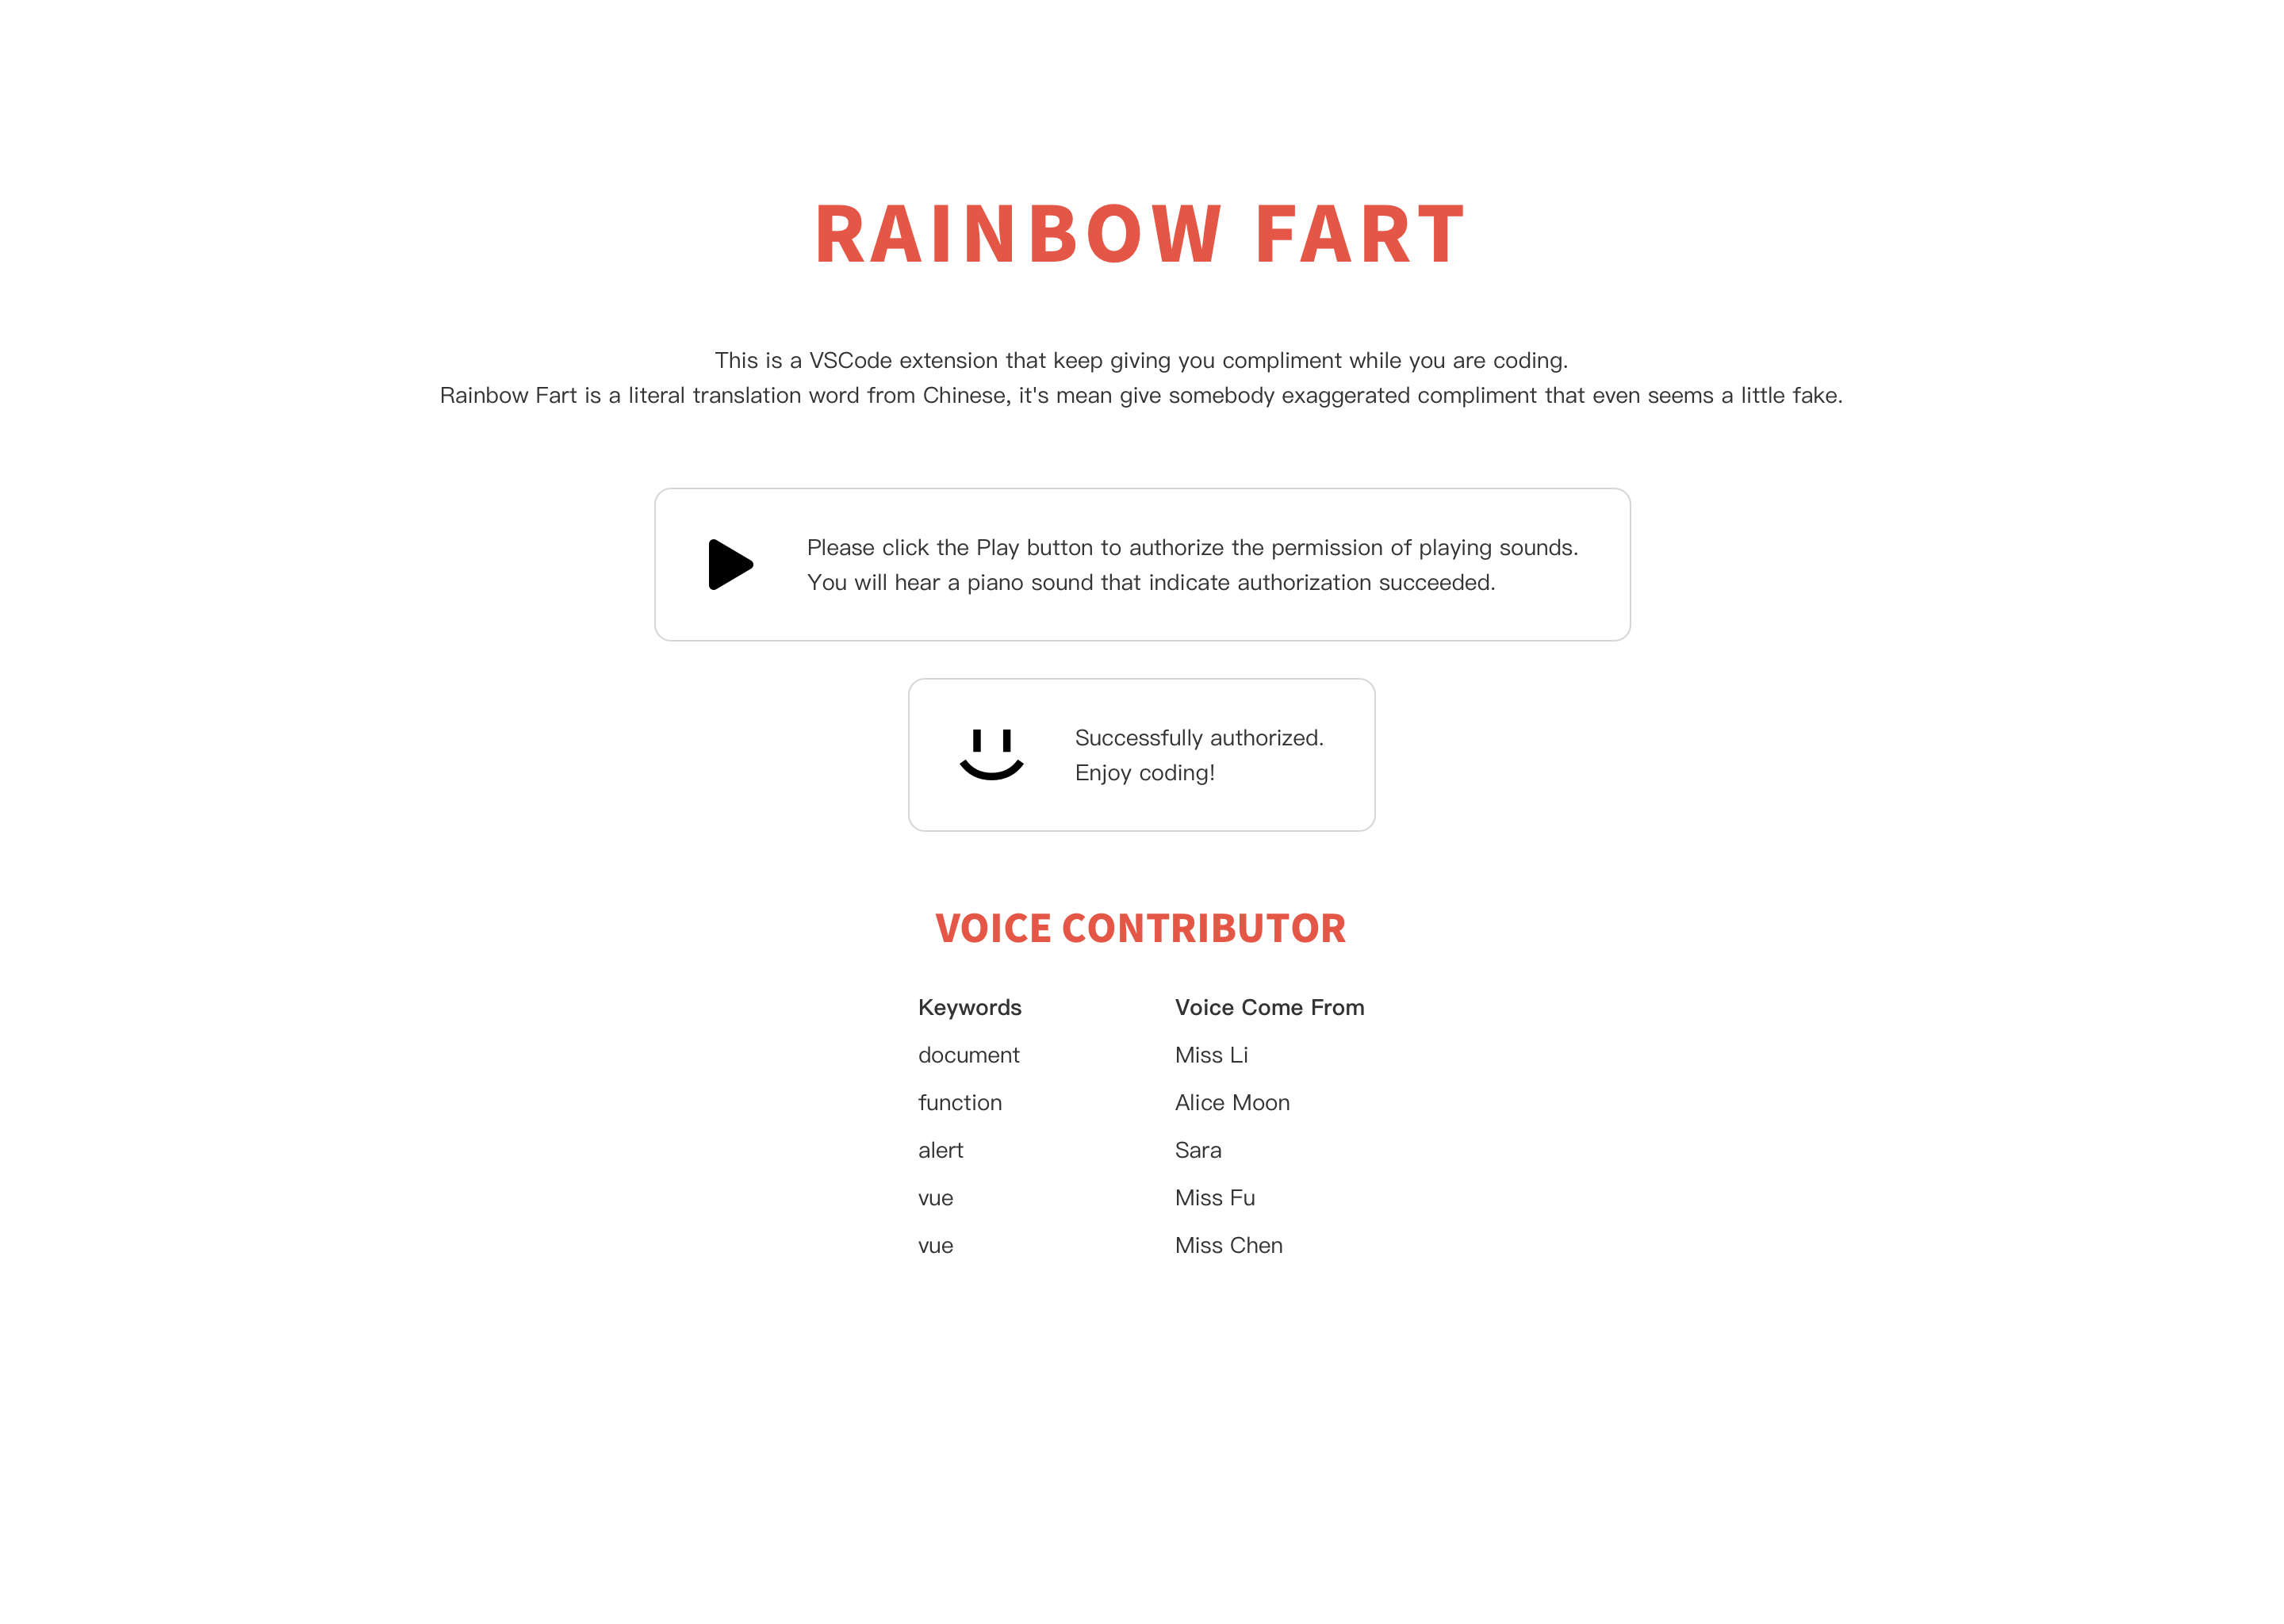 RAINBOW FART
This is a VSCode extension that keep giving you compliment while you are coding.
Rainbow Fart is a literal translation word from Chinese, it's mean give somebody exaggerated compliment that even seems a little fake.
Please click the Play button to authorize the permission of playing sounds.
You will hear a piano sound that indicate authorization succeeded.
Successfully authorized.
Enjoy coding!
VOICE CONTRIBUTOR
Keywords Voice Come From
document Miss Li
function Alice Moon
alert Sara
vue Miss Fu
vue Miss Chen